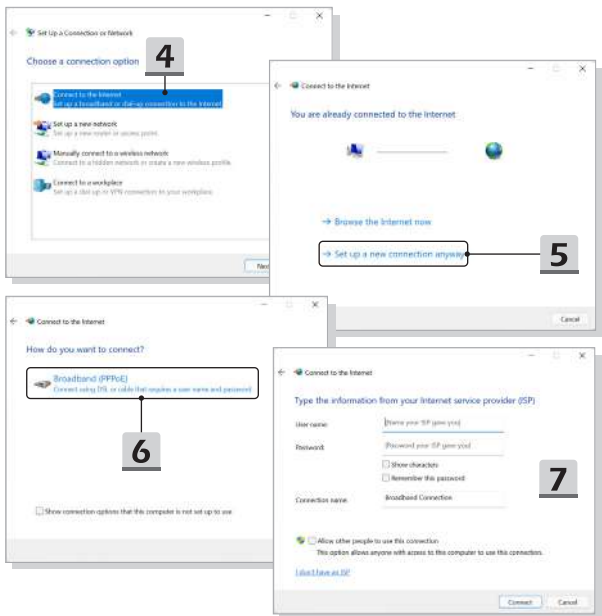 Set Up a Connection or Network
Choose a connection option
4
Connect to the Internet
Set up a broadband or dial-up connection to the Internet
Set up a new network
Set up a new router or access point.
Manually connect to a wireless network
Connect to a hidden network or create a new wireless profile.
Connect to a workplace
Set up a dial-up or VPN connection to your workplace.
Connect to the Internet
You are already connected to the Internet
→ Browse the Internet now
→ Set up a new connection anyway
5
Cancel
Connect to the Internet
How do you want to connect?
Broadband (PPPoE)
Connect using DSL or cable that requires a user name and password.
6
Show connection options that this computer is not set up to use
Connect to the Internet
Type the information from your Internet service provider (ISP)
User name: [Name your ISP gave you]
Password: [Password your ISP gave you]
Show characters
Remember this password
7
Connection name: Broadband Connection
Allow other people to use this connection
This option allows anyone with access to this computer to use this connection.
I don't have an ISP
Connect Cancel